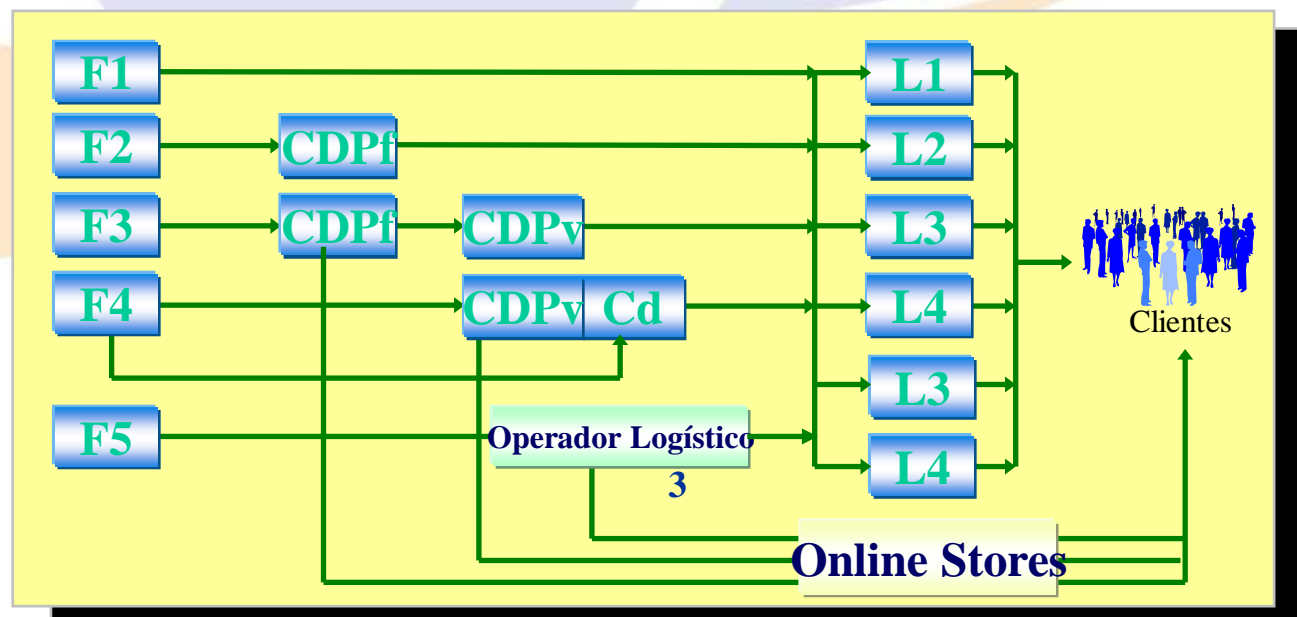 F1
L1
F2
CDPf
L2
F3
CDPf
CDPv
L3
F4
CDPv
Cd
L4
Clientes
L3
F5
Operador Logístico
3
L4
Online Stores